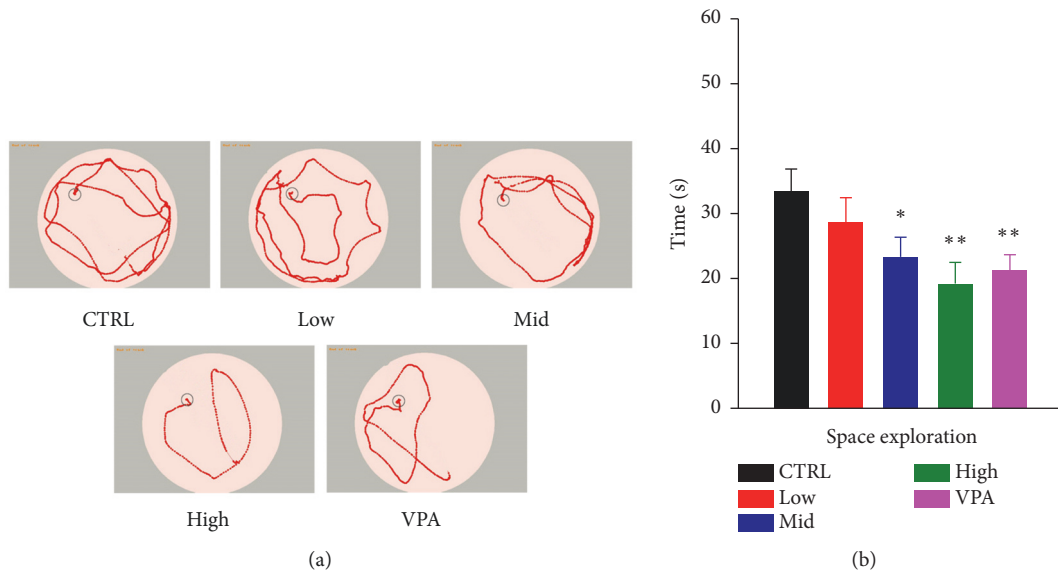 CTRL
Low
Mid
High
VPA
(a)
60
50
40
30
20
10
0
Time (s)
*
**
**
Space exploration
CTRL
Low
Mid
High
VPA
(b)